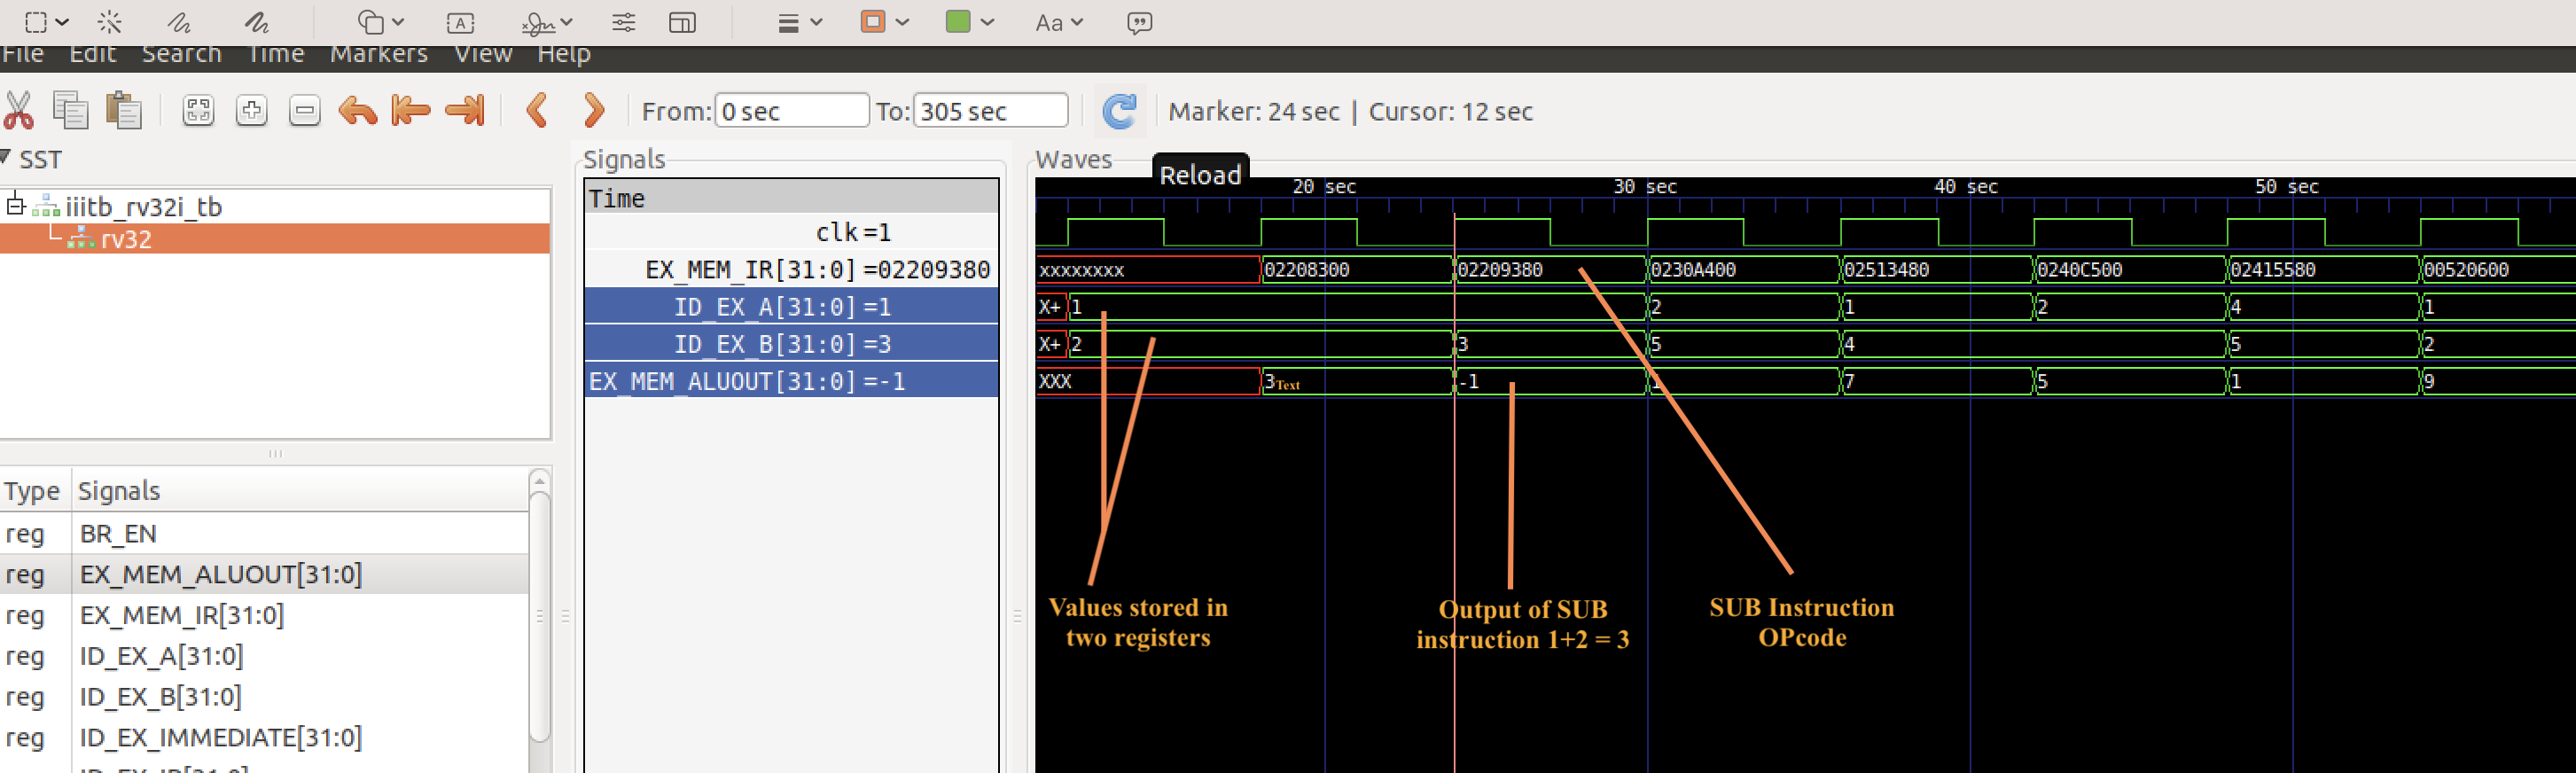 A
Aa
File Edit Search Time Markers View Help
From: 0 sec To: 305 sec Marker: 24 sec | Cursor: 12 sec
SST
Signals
Waves
Reload
iiitb_rv32i_tb
rv32
Time
clk =1
EX_MEM_IR[31:0] =02209380
ID_EX_A[31:0] =1
ID_EX_B[31:0] =3
EX_MEM_ALUOUT[31:0] =-1
20 sec 30 sec 40 sec 50 sec
xxxxxxxx 02208300 02209380 0230A400 02513480 0240C500 02415580 00520600
X+ 1 2 1 2 4 1
X+ 2 3 5 4 5 2
XXX 3 Text -1 1 7 5 1 9
Values stored in
two registers
Output of SUB
instruction 1+2 = 3
SUB Instruction
OPcode
Type Signals
reg BR_EN
reg EX_MEM_ALUOUT[31:0]
reg EX_MEM_IR[31:0]
reg ID_EX_A[31:0]
reg ID_EX_B[31:0]
reg ID_EX_IMMEDIATE[31:0]